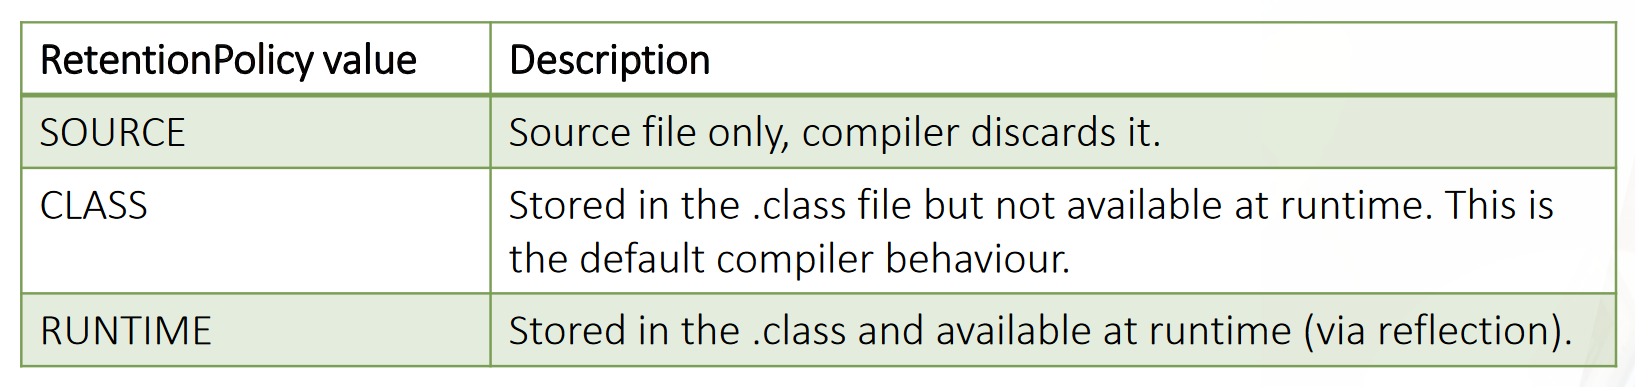 RetentionPolicy value
Description
SOURCE
Source file only, compiler discards it.
CLASS
Stored in the .class file but not available at runtime. This is
the default compiler behaviour.
RUNTIME
Stored in the .class and available at runtime (via reflection).